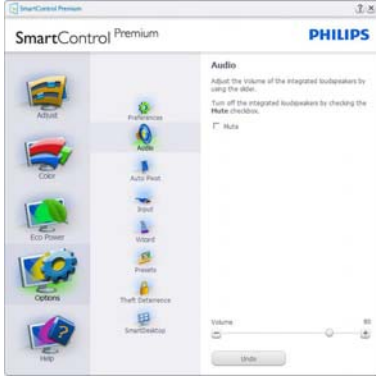 SmartControl Premium
SmartControl Premium
PHILIPS
Adjust
Color
Eco Power
Options
Help
Preferences
Audio
Auto Pivot
Input
Wizard
Presets
Theft Deterrence
SmartDesktop
Audio
Adjust the Volume of the integrated loudspeakers by
using the slider.
Turn off the integrated loudspeakers by checking the
Mute checkbox.
Mute
Volume 80
Undo